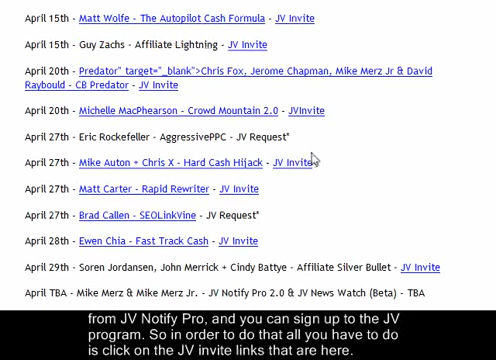 April 15th - Matt Wolfe - The Autopilot Cash Formula - JV Invite
April 15th - Guy Zachs - Affiliate Lightning - JV Invite
April 20th - Predator" target="_blank">Chris Fox, Jerome Chapman, Mike Merz Jr & David
Raybould - CB Predator - JV Invite
April 20th - Michelle MacPhearson - Crowd Mountain 2.0 - JVInvite
April 27th - Eric Rockefeller - AggressivePPC - JV Request*
April 27th - Mike Auton + Chris X - Hard Cash Hijack - JV Invite
April 27th - Matt Carter - Rapid Rewriter - JV Invite
April 27th - Brad Callen - SEOLinkVine - JV Request*
April 28th - Ewen Chia - Fast Track Cash - JV Invite
April 29th - Soren Jordansen, John Merrick + Cindy Battye - Affiliate Silver Bullet - JV Invite
April TBA - Mike Merz & Mike Merz Jr. - JV Notify Pro 2.0 & JV News Watch (Beta) - TBA
from JV Notify Pro, and you can sign up to the JV
program. So in order to do that all you have to do
is click on the JV invite links that are here.